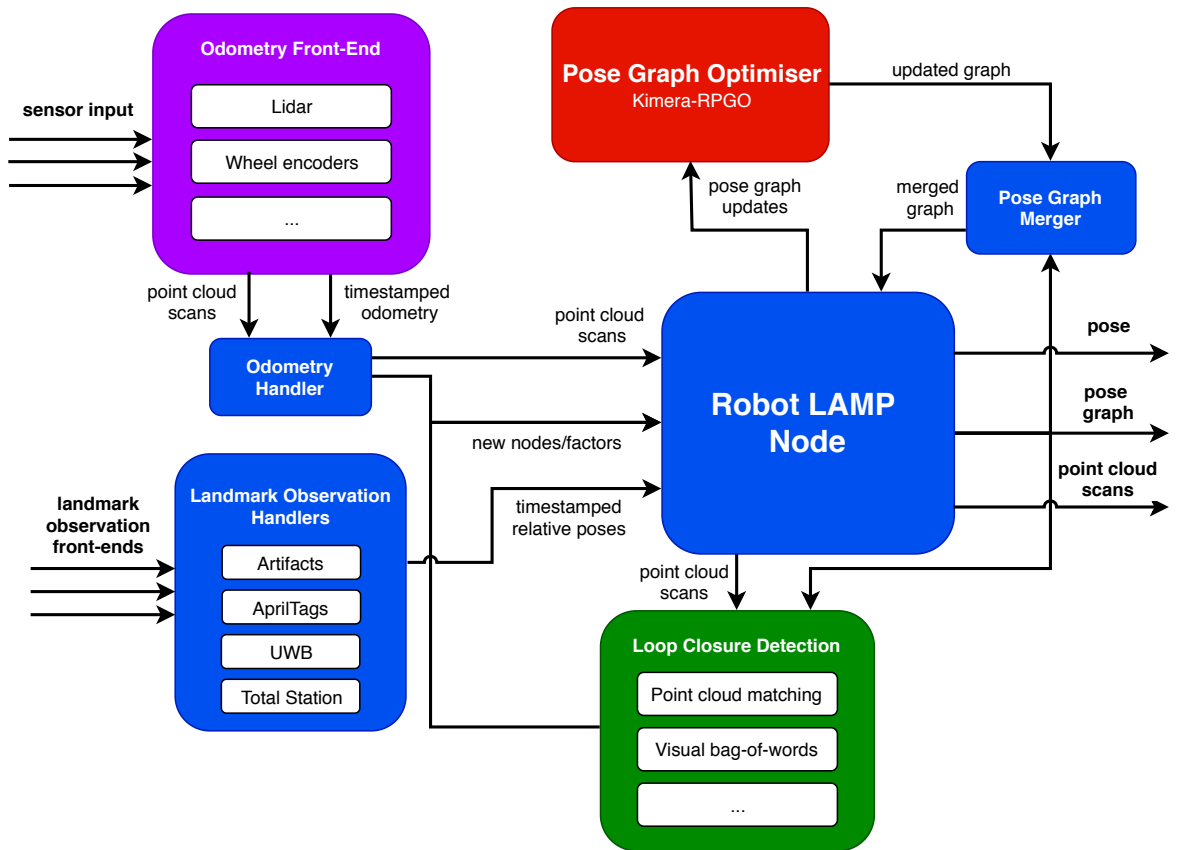 Odometry Front-End
Lidar
Wheel encoders
...
sensor input
Pose Graph Optimiser
Kimera-RPGO
updated graph
pose graph
updates
merged
graph
Pose Graph
Merger
point cloud
scans
timestamped
odometry
Odometry
Handler
point cloud
scans
new nodes/factors
timestamped
relative poses
Robot LAMP
Node
pose
pose
graph
point cloud
scans
landmark
observation
front-ends
Landmark Observation
Handlers
Artifacts
AprilTags
UWB
Total Station
point cloud
scans
Loop Closure Detection
Point cloud matching
Visual bag-of-words
...